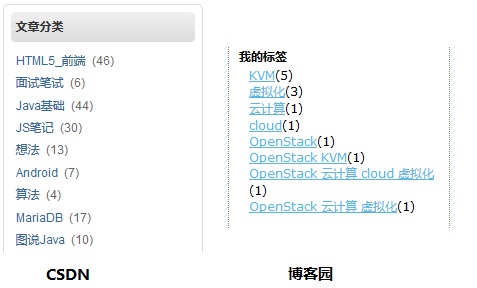 文章分类
HTML5_前端 (46)
面试笔试 (6)
Java基础 (44)
JS笔记 (30)
想法 (13)
Android (7)
算法 (4)
MariaDB (17)
图说Java (10)
CSDN
我的标签
KVM(5)
虚拟化(3)
云计算(1)
cloud(1)
OpenStack(1)
OpenStack KVM(1)
OpenStack 云计算 cloud 虚拟化
(1)
OpenStack 云计算 虚拟化(1)
博客园